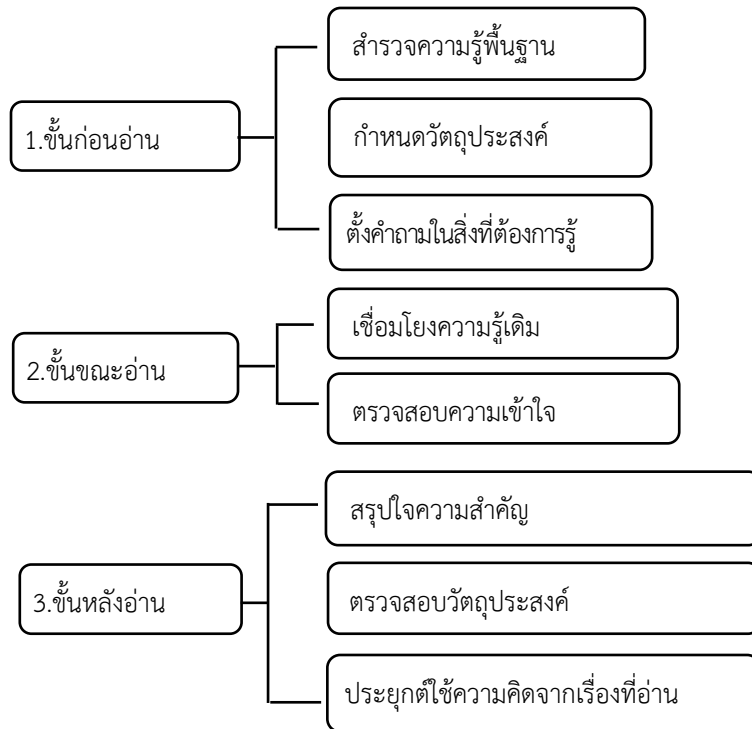 1.ขั้นก่อนอ่าน
สำรวจความรู้พื้นฐาน
กำหนดวัตถุประสงค์
ตั้งคำถามในสิ่งที่ต้องการรู้
2.ขั้นขณะอ่าน
เชื่อมโยงความรู้เดิม
ตรวจสอบความเข้าใจ
3.ขั้นหลังอ่าน
สรุปใจความสำคัญ
ตรวจสอบวัตถุประสงค์
ประยุกต์ใช้ความคิดจากเรื่องที่อ่าน